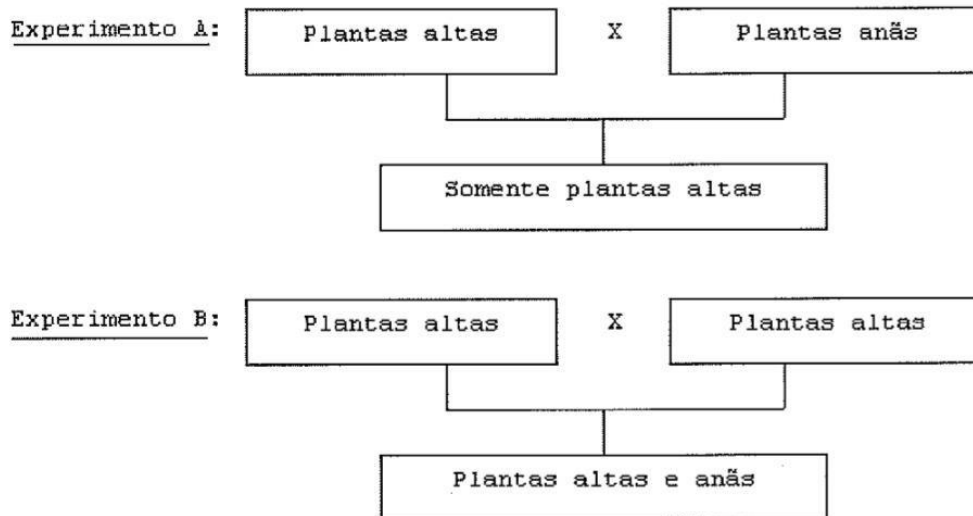 Experimento A: Plantas altas X Plantas anãs
Somente plantas altas
Experimento B: Plantas altas X Plantas altas
Plantas altas e anãs